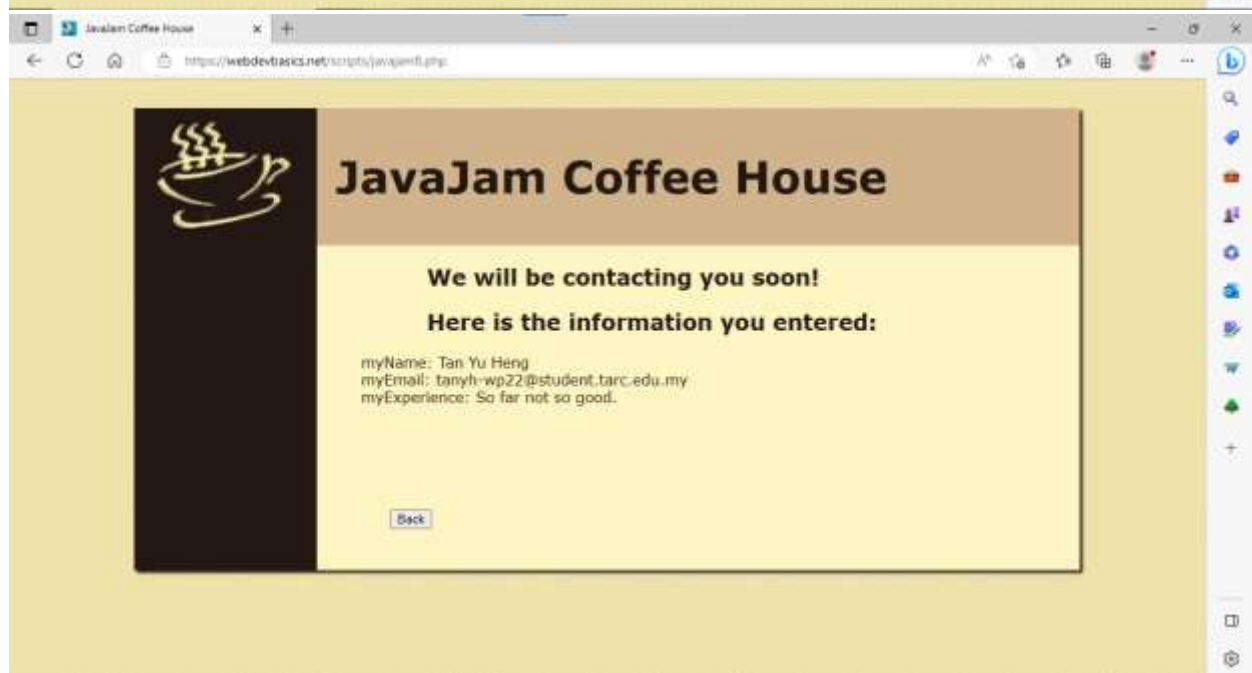 JavaJam Coffee House
https://webdevbasics.net/scripts/javajam8.php
JavaJam Coffee House
We will be contacting you soon!
Here is the information you entered:
myName: Tan Yu Heng
myEmail: tanyh-wp22@student.tarc.edu.my
myExperience: So far not so good.
Back